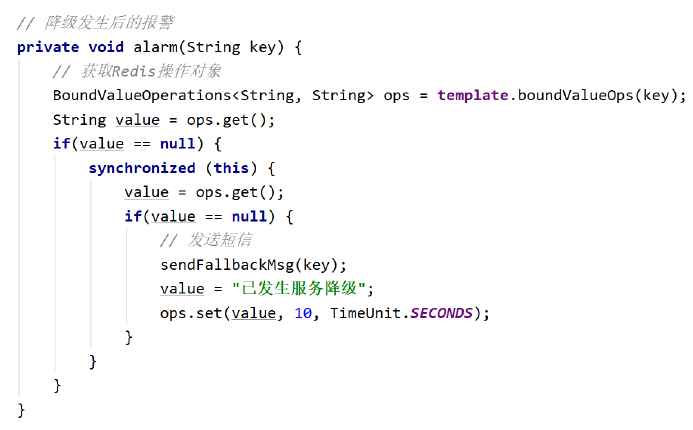 // 降级发生后的报警
private void alarm(String key) {
// 获取Redis操作对象
BoundValueOperations<String, String> ops = template.boundValueOps(key);
String value = ops.get();
if(value == null) {
synchronized (this) {
value = ops.get();
if(value == null) {
// 发送短信
sendFallbackMsg(key);
value = "已发生服务降级";
ops.set(value, 10, TimeUnit.SECONDS);
}
}
}
}